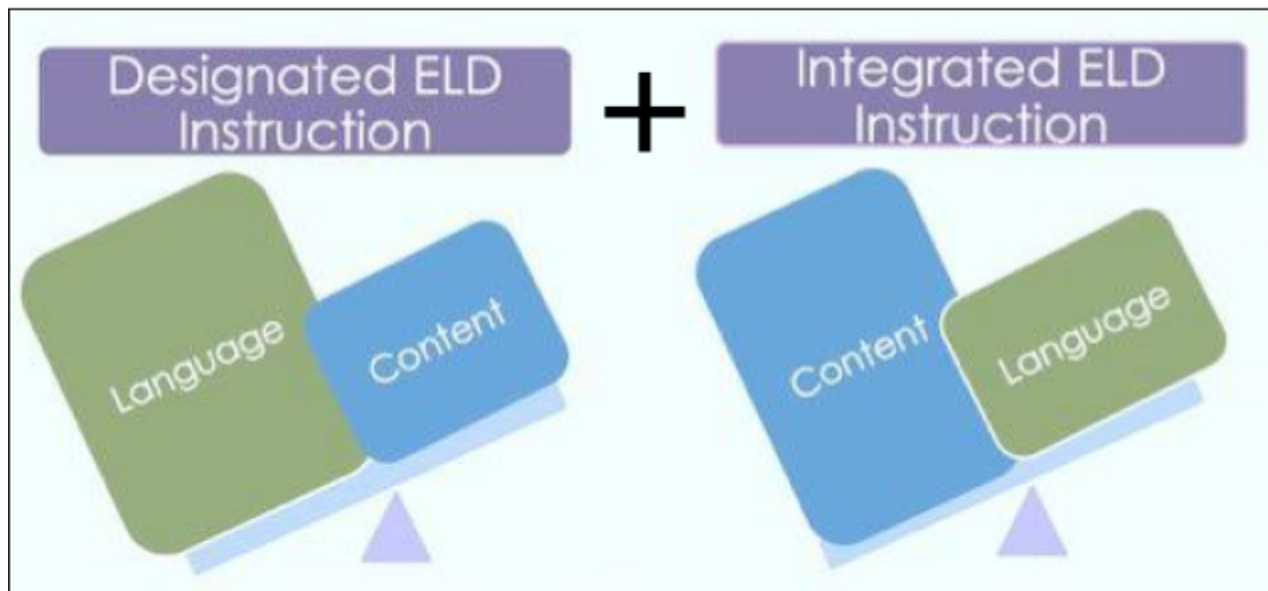 Designated ELD
Instruction
+
Integrated ELD
Instruction
Language
Content
Content
Language